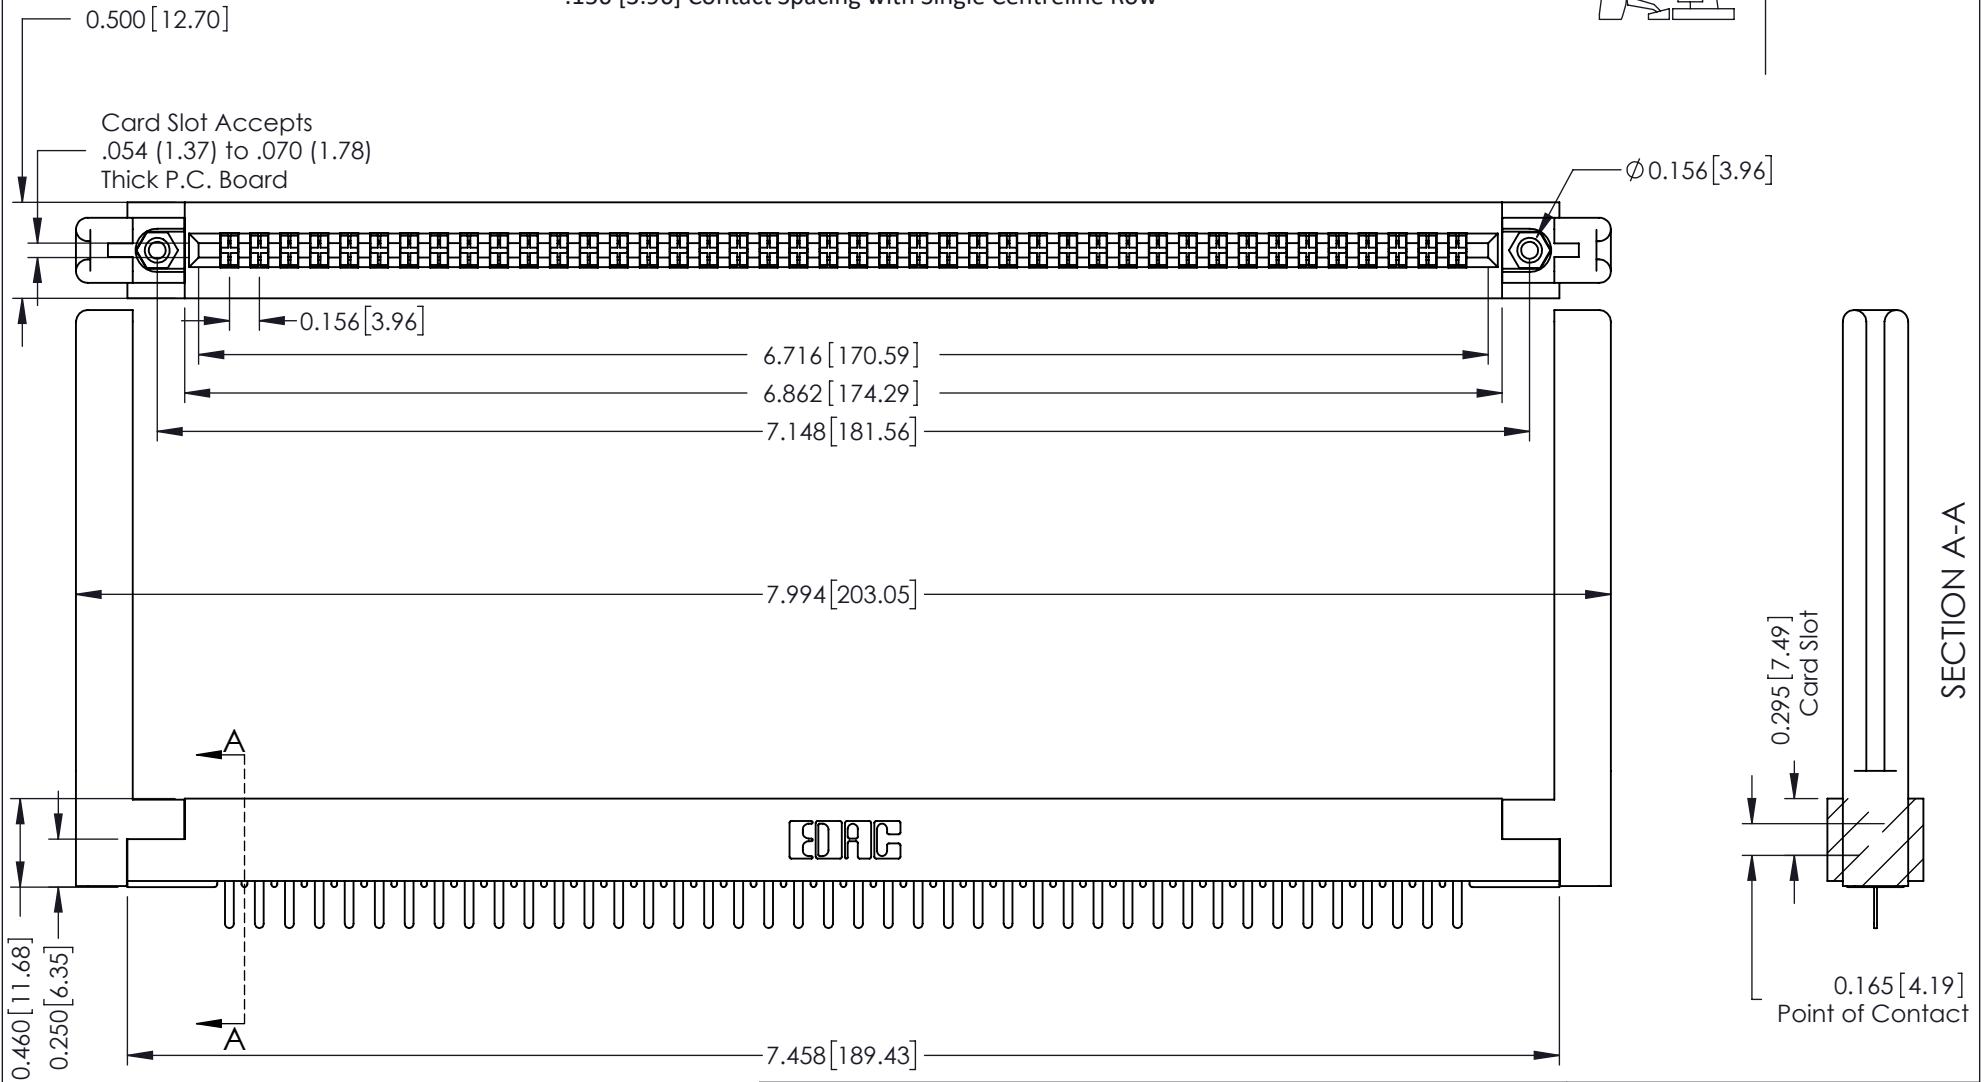 .156 [3.96] Contact Spacing with Single Centreline Row
0.500 [12.70]
Card Slot Accepts
.054 (1.37) to .070 (1.78)
Thick P.C. Board
Ø0.156[3.96]
0.156[3.96]
6.716[170.59]
6.862[174.29]
7.148[181.56]
7.994[203.05]
0.295[7.49]
Card Slot
SECTION A-A
A
EDAC
0.460[11.68]
0.250[6.35]
A
0.165[4.19]
Point of Contact
7.458[189.43]